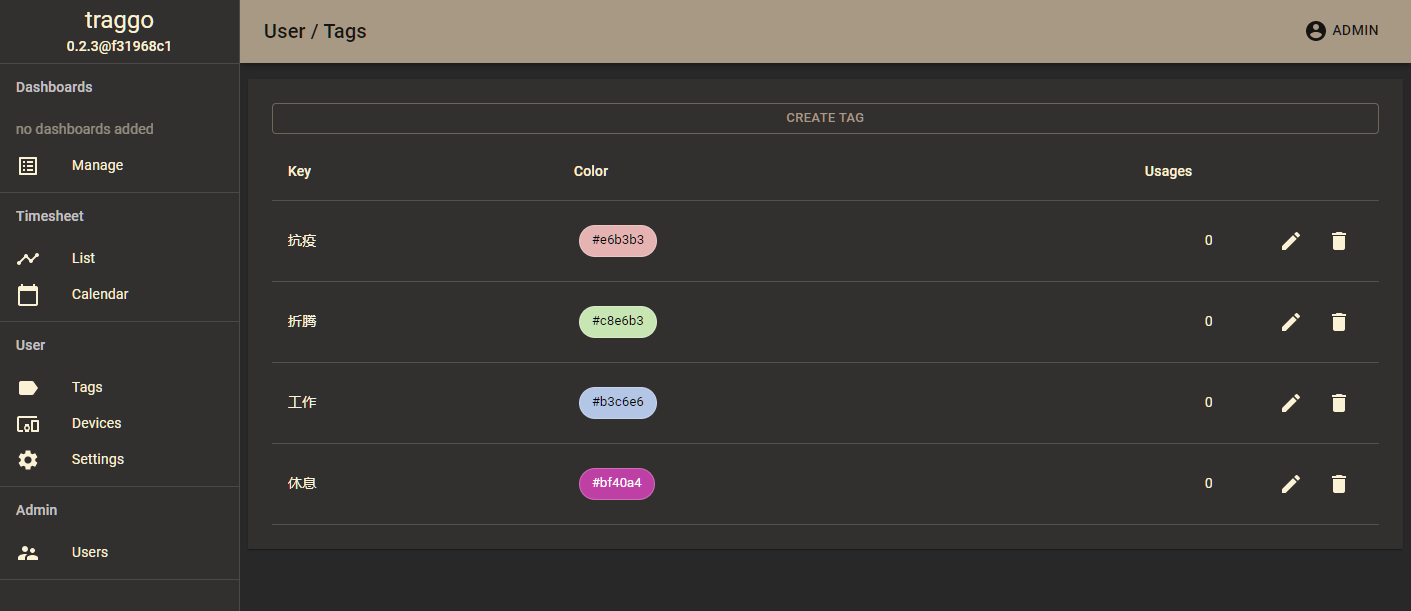 traggo
0.2.3@f31968c1
Dashboards
no dashboards added
Manage
Timesheet
List
Calendar
User
Tags
Devices
Settings
Admin
Users
User / Tags
ADMIN
CREATE TAG
Key Color Usages
抗疫 #e6b3b3 0
折腾 #c8e6b3 0
工作 #b3c6e6 0
休息 #bf40a4 0